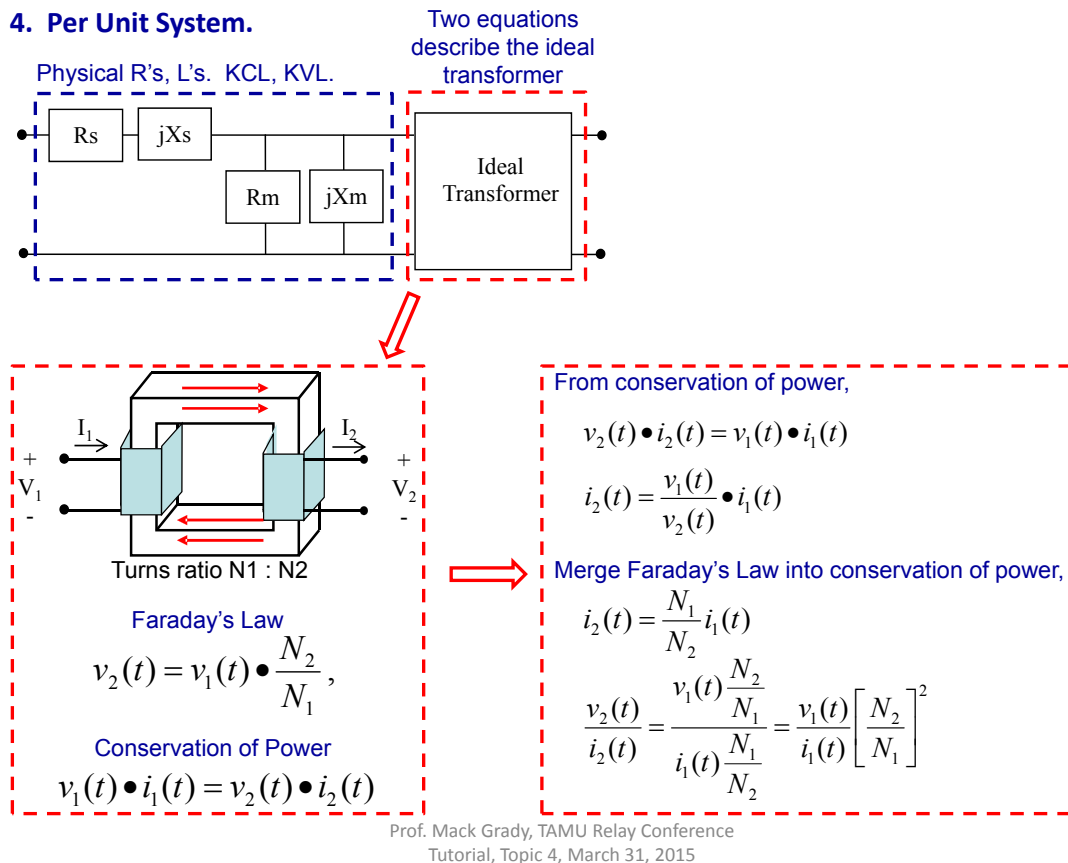 4. Per Unit System.
Two equations
describe the ideal
transformer
Physical R's, L's. KCL, KVL.
Rs
jXs
Rm
jXm
Ideal
Transformer
I₁
I₂
+
V₁
-
+
V₂
-
Turns ratio N1 : N2
Faraday's Law
v₂(t) = v₁(t) • N₂/N₁ ,
Conservation of Power
v₁(t) • i₁(t) = v₂(t) • i₂(t)
From conservation of power,
v₂(t) • i₂(t) = v₁(t) • i₁(t)
i₂(t) = v₁(t)/v₂(t) • i₁(t)
Merge Faraday's Law into conservation of power,
i₂(t) = N₁/N₂ i₁(t)
v₂(t)/i₂(t) = (v₁(t) N₂/N₁)/(i₁(t) N₁/N₂) = v₁(t)/i₁(t) [N₂/N₁]²
Prof. Mack Grady, TAMU Relay Conference
Tutorial, Topic 4, March 31, 2015